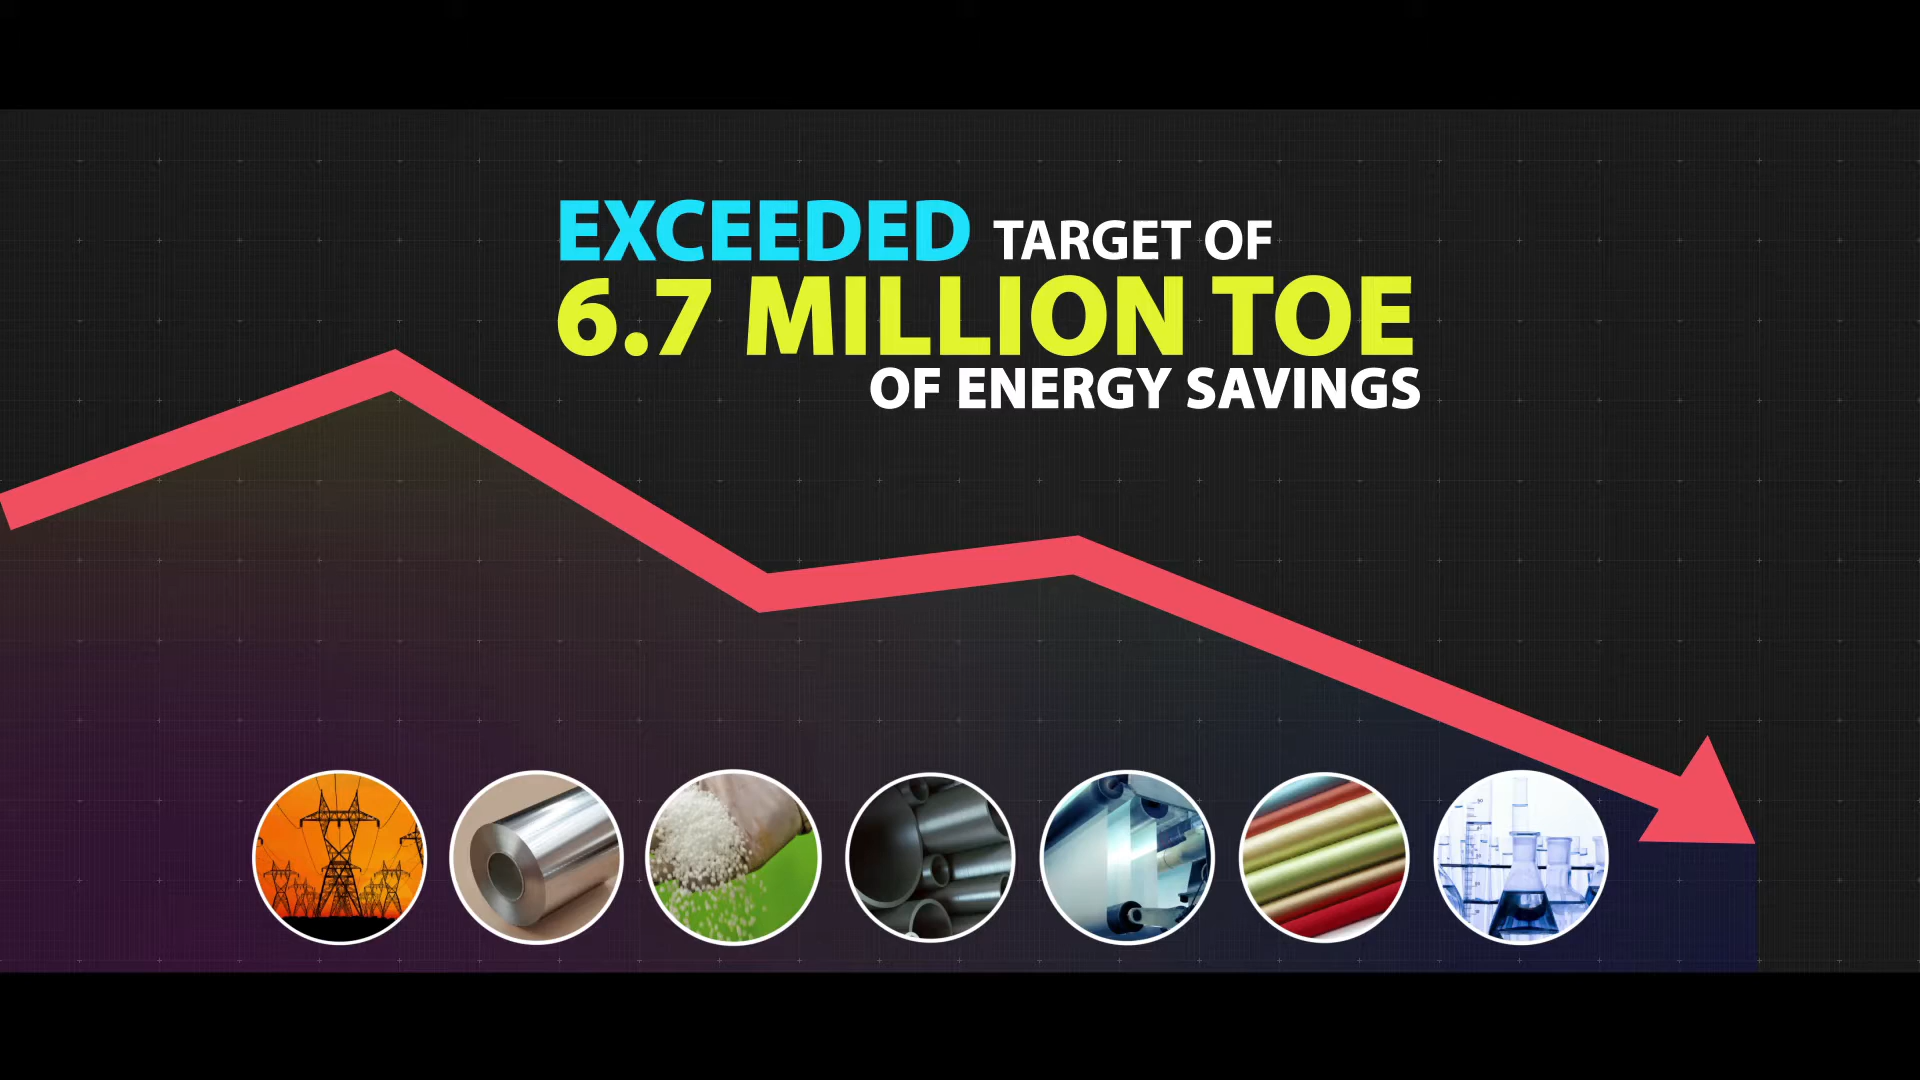 EXCEEDED TARGET OF
6.7 MILLION TOE
OF ENERGY SAVINGS